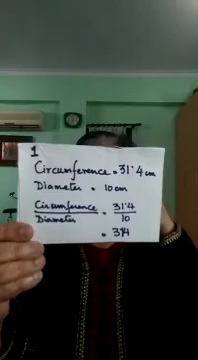 1
Circumference = 31·4 cm
Diameter = 10 cm
Circumference / Diameter = 31·4 / 10
= 3·14